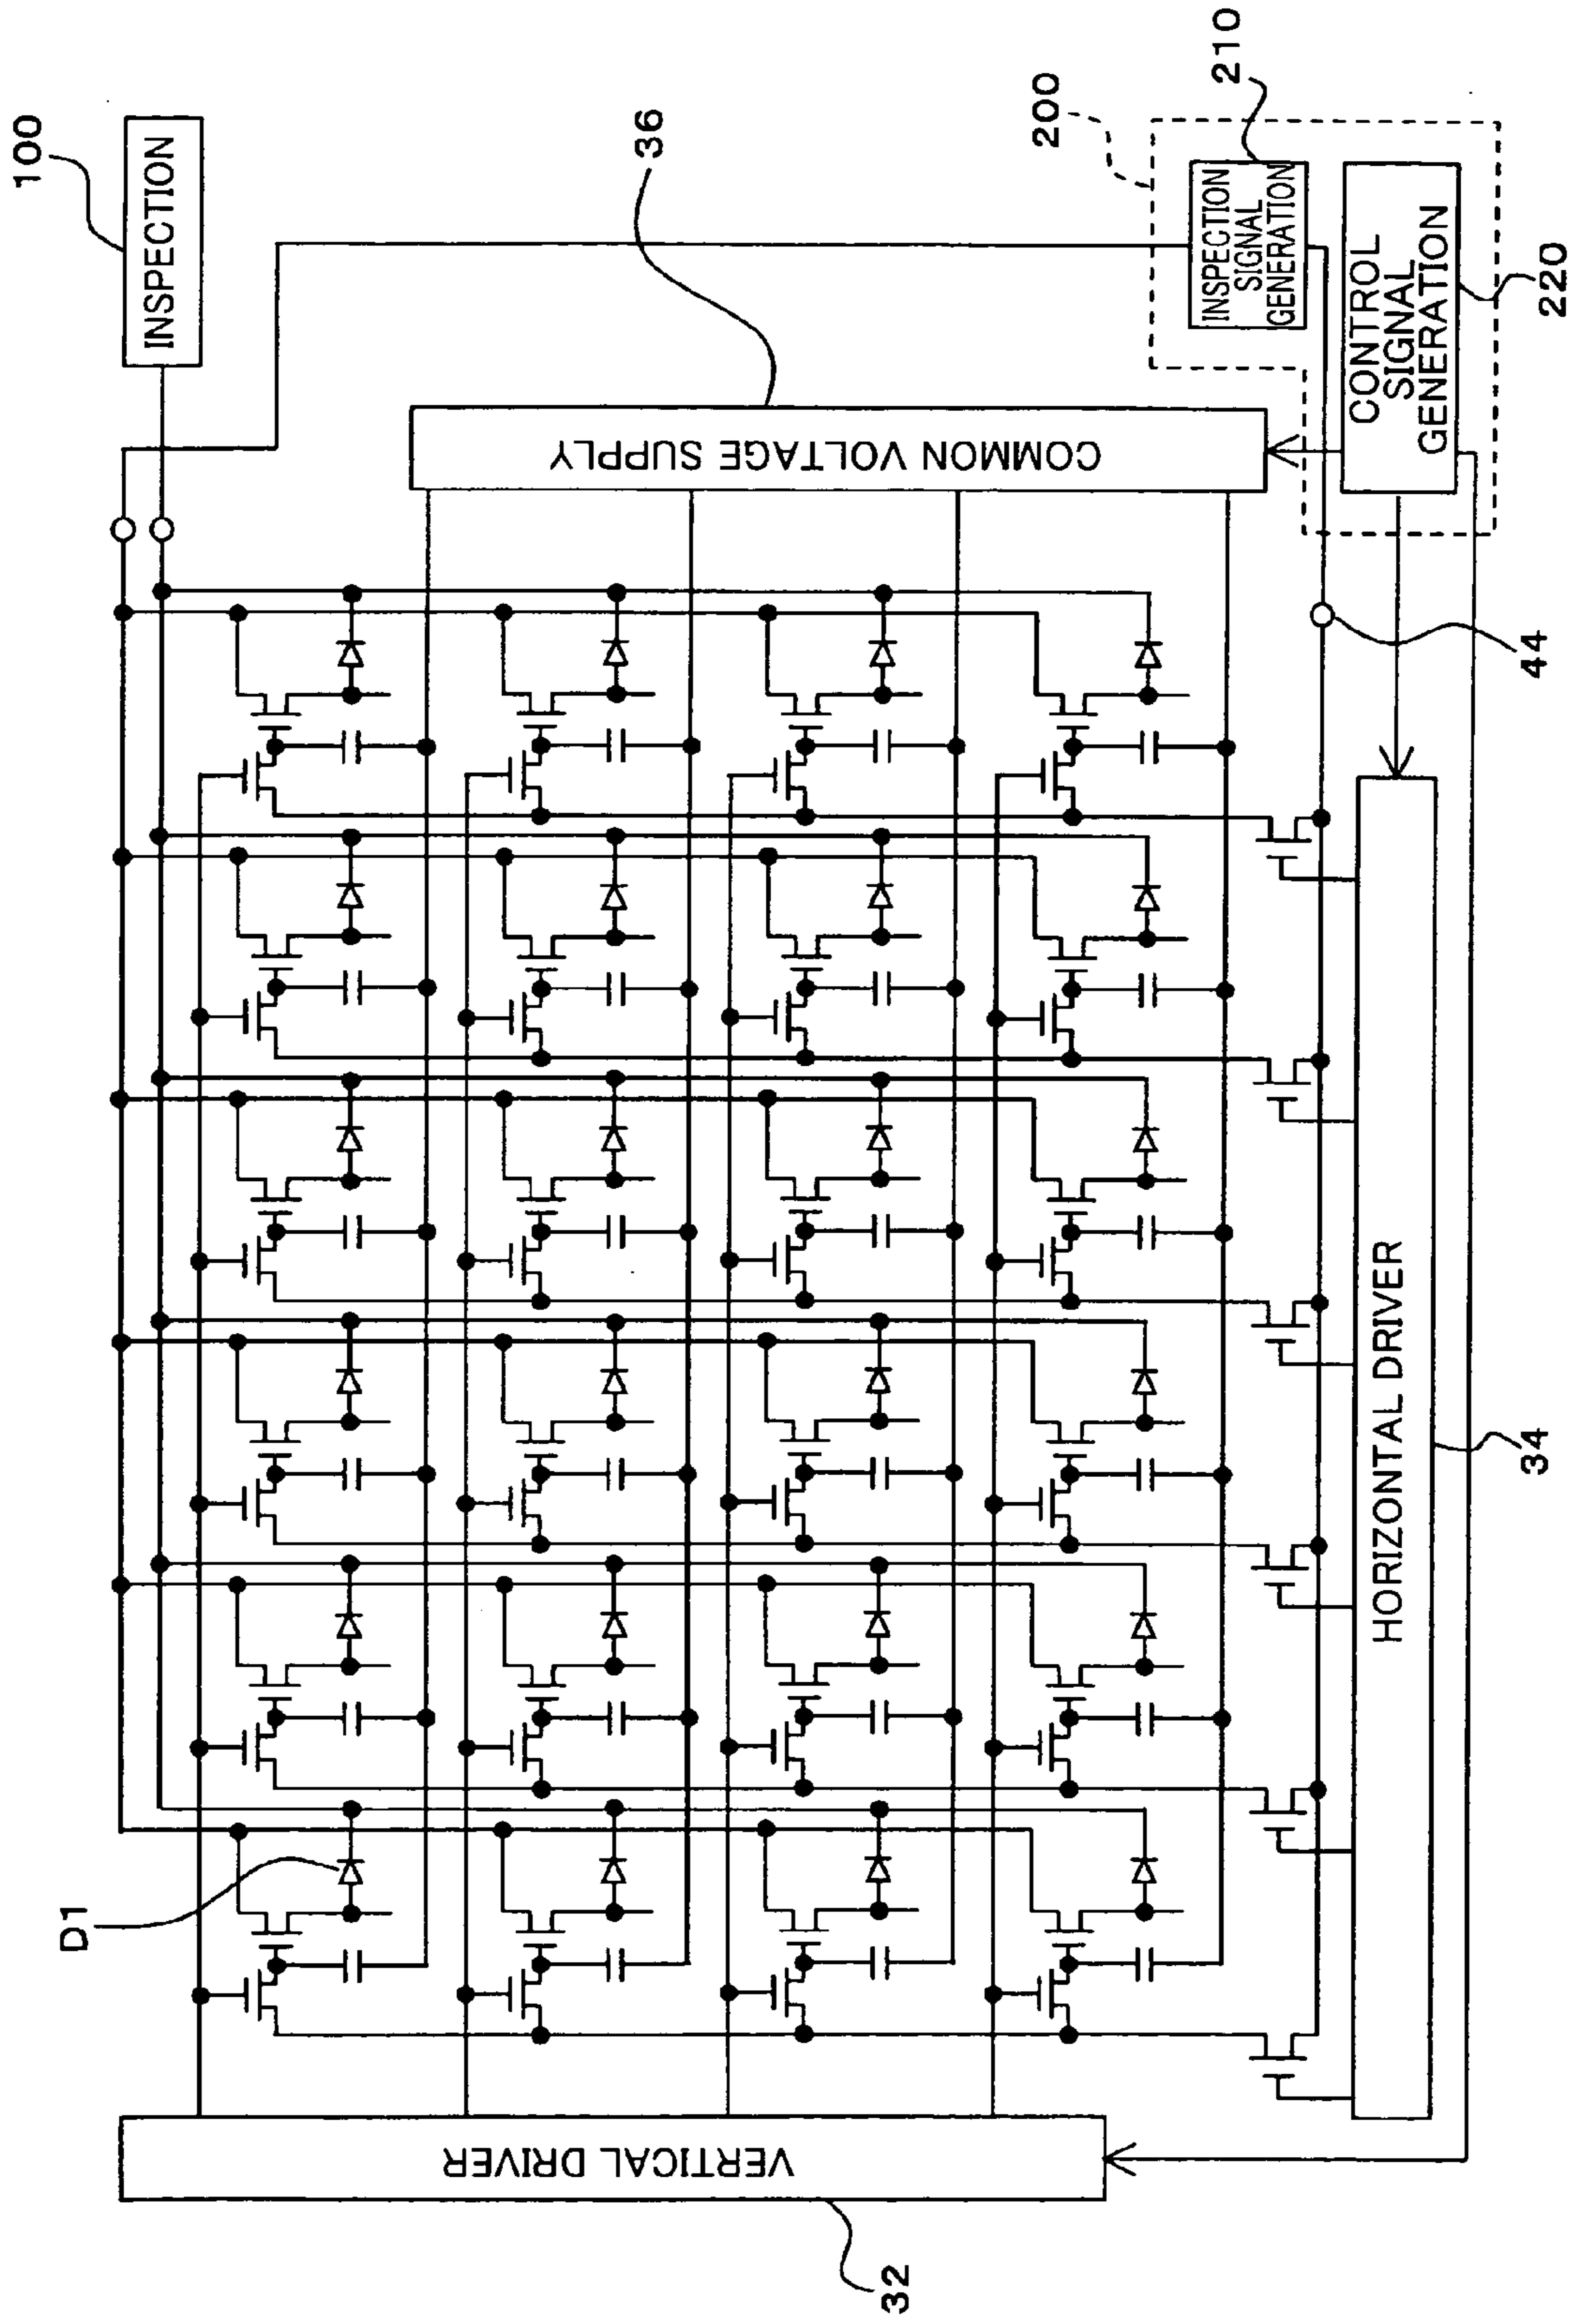 100
INSPECTION
36
200
210
INSPECTION
SIGNAL
GENERATION
COMMON VOLTAGE SUPPLY
CONTROL
SIGNAL
GENERATION
220
44
D1
HORIZONTAL DRIVER
34
VERTICAL DRIVER
32